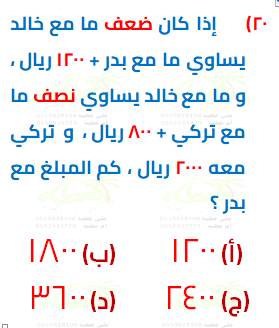 ٢٠) إذا كان ضعف ما مع خالد
يساوي ما مع بدر + ١٢٠٠ ريال ،
و ما مع خالد يساوي نصف ما
مع تركي + ٨٠٠ ريال ، و تركي
معه ٢٠٠٠ ريال ، كم المبلغ مع
بدر ؟
(أ) ١٢٠٠ (ب) ١٨٠٠
(ج) ٢٤٠٠ (د) ٣٦٠٠